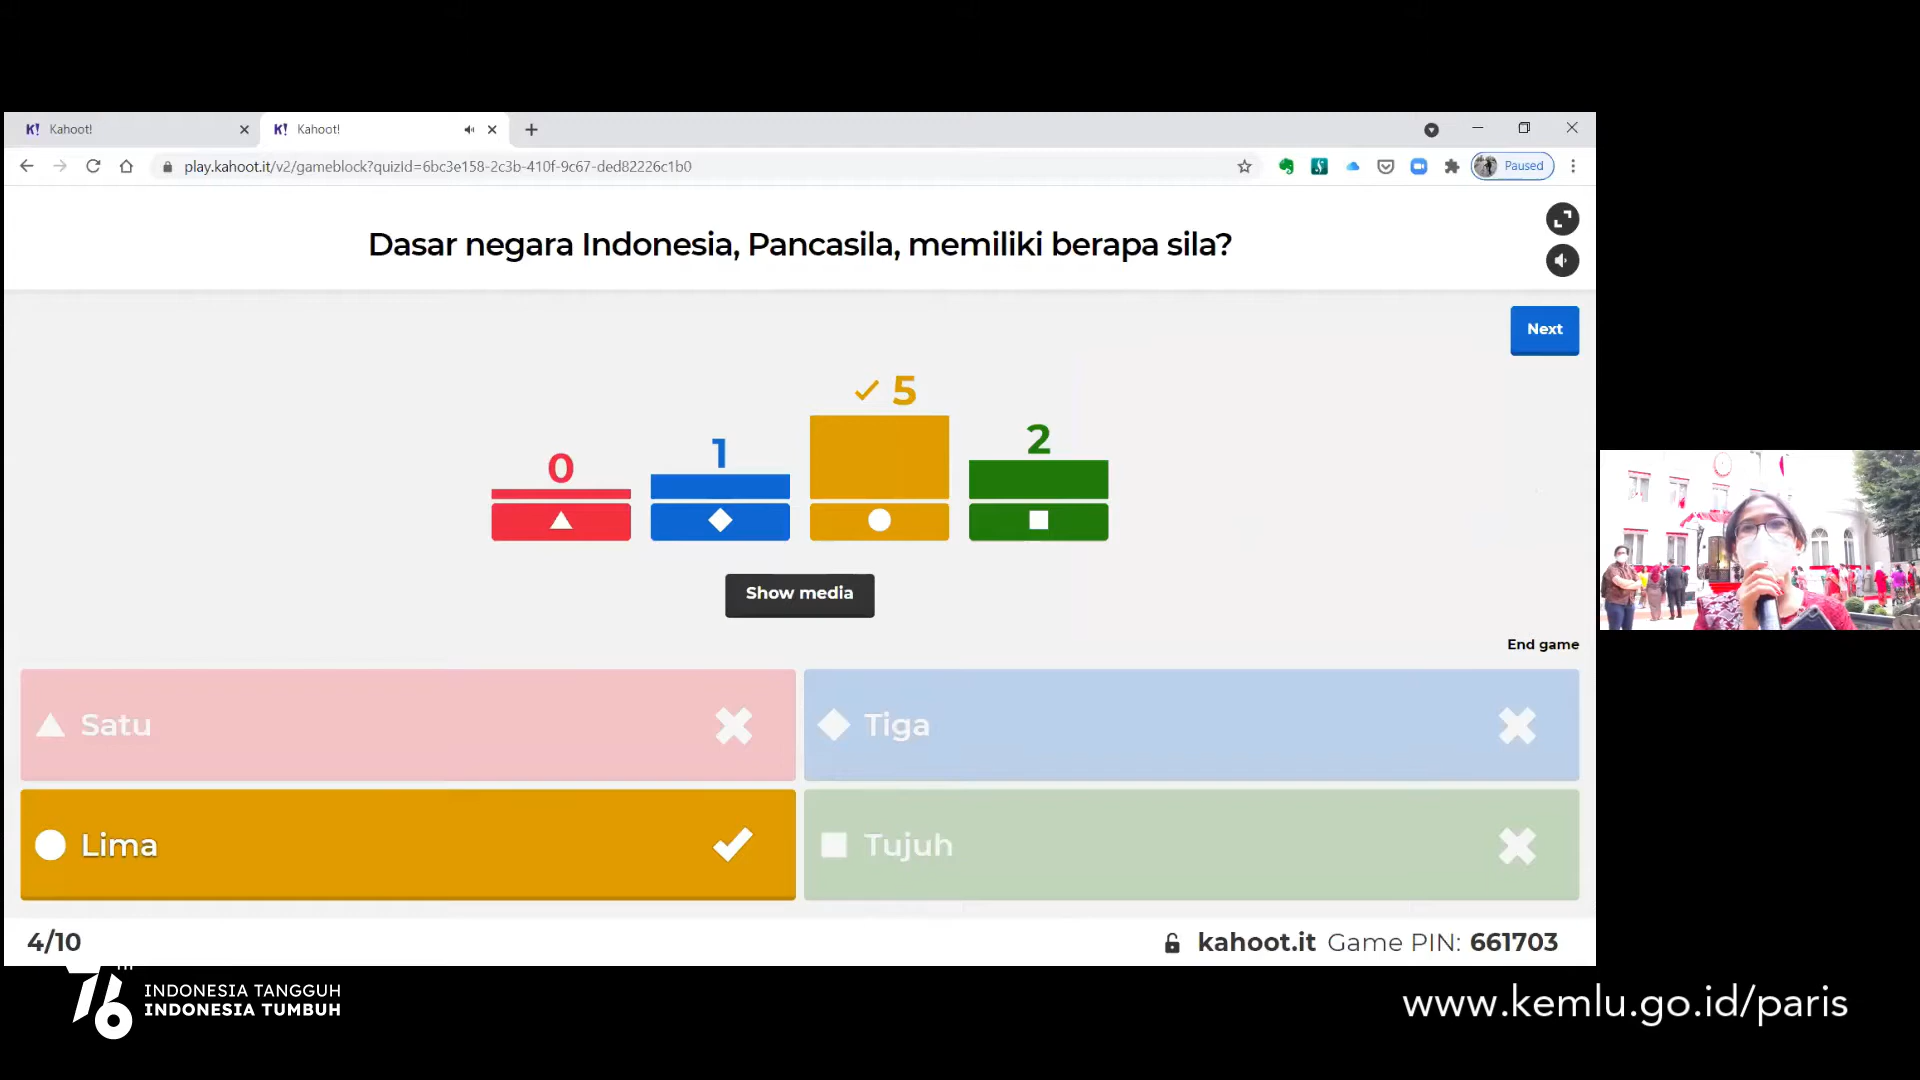 Kahoot!
Kahoot!
play.kahoot.it/v2/gameblock?quizId=6bc3e158-2c3b-410f-9c67-ded82226c1b0
Paused
Dasar negara Indonesia, Pancasila, memiliki berapa sila?
Next
0
1
5
2
Show media
End game
Satu
Tiga
Lima
Tujuh
4/10
kahoot.it Game PIN: 661703
76
INDONESIA TANGGUH
INDONESIA TUMBUH
www.kemlu.go.id/paris